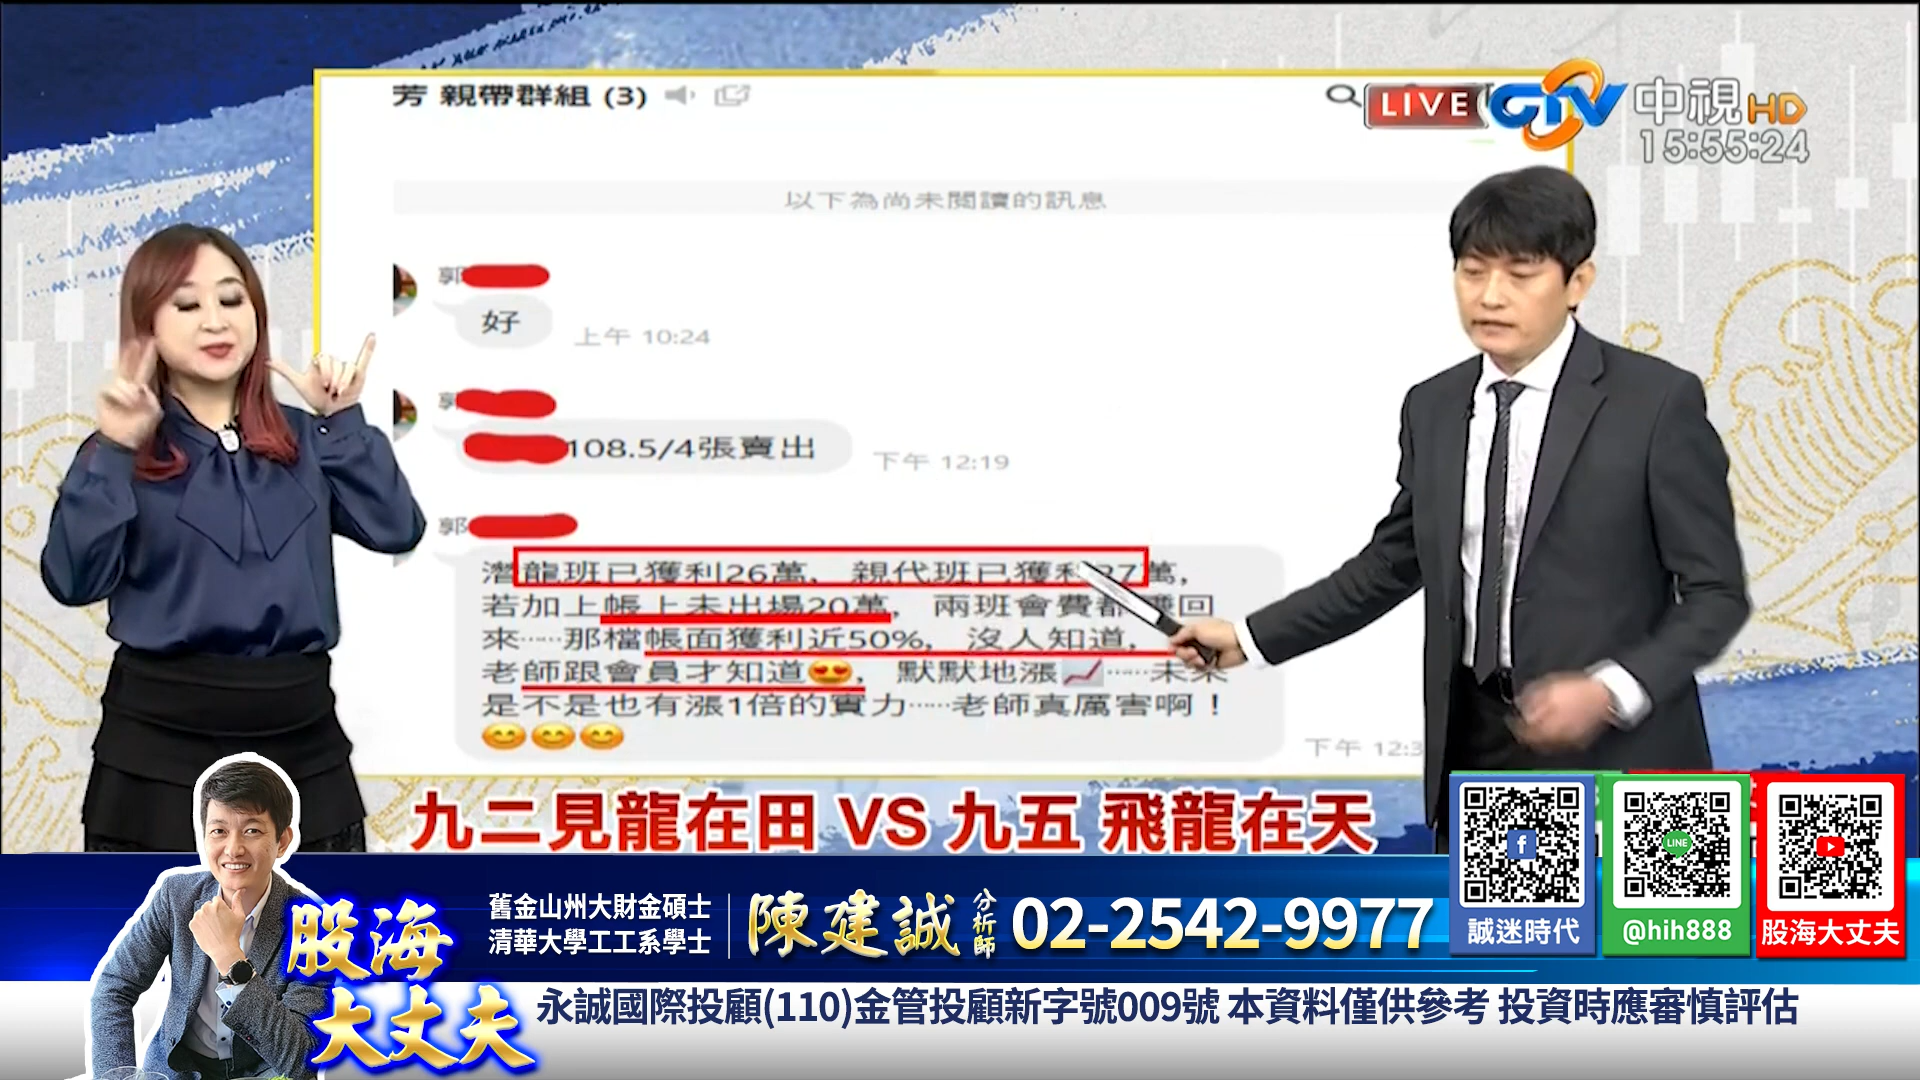 芳 親帶群組 (3)
LIVE CTV 中視HD
15:55:24
以下為尚未閱讀的訊息
郭
好
上午 10:24
郭
108.5/4張賣出
下午 12:19
郭
潛龍班已獲利26萬，親代班已獲利37萬，
若加上帳上未出場20萬，兩班會費都賺回
來……那檔帳面獲利近50%，沒人知道，
老師跟會員才知道😍，默默地漲📈……未來
是不是也有漲1倍的實力……老師真厲害啊！
😊😊😊
下午 12:3
九二見龍在田 VS 九五 飛龍在天
股海
大丈夫
舊金山州大財金碩士
清華大學工工系學士
陳建誠 分析師 02-2542-9977
誠迷時代
LINE
@hih888
股海大丈夫
永誠國際投顧(110)金管投顧新字號009號 本資料僅供參考 投資時應審慎評估